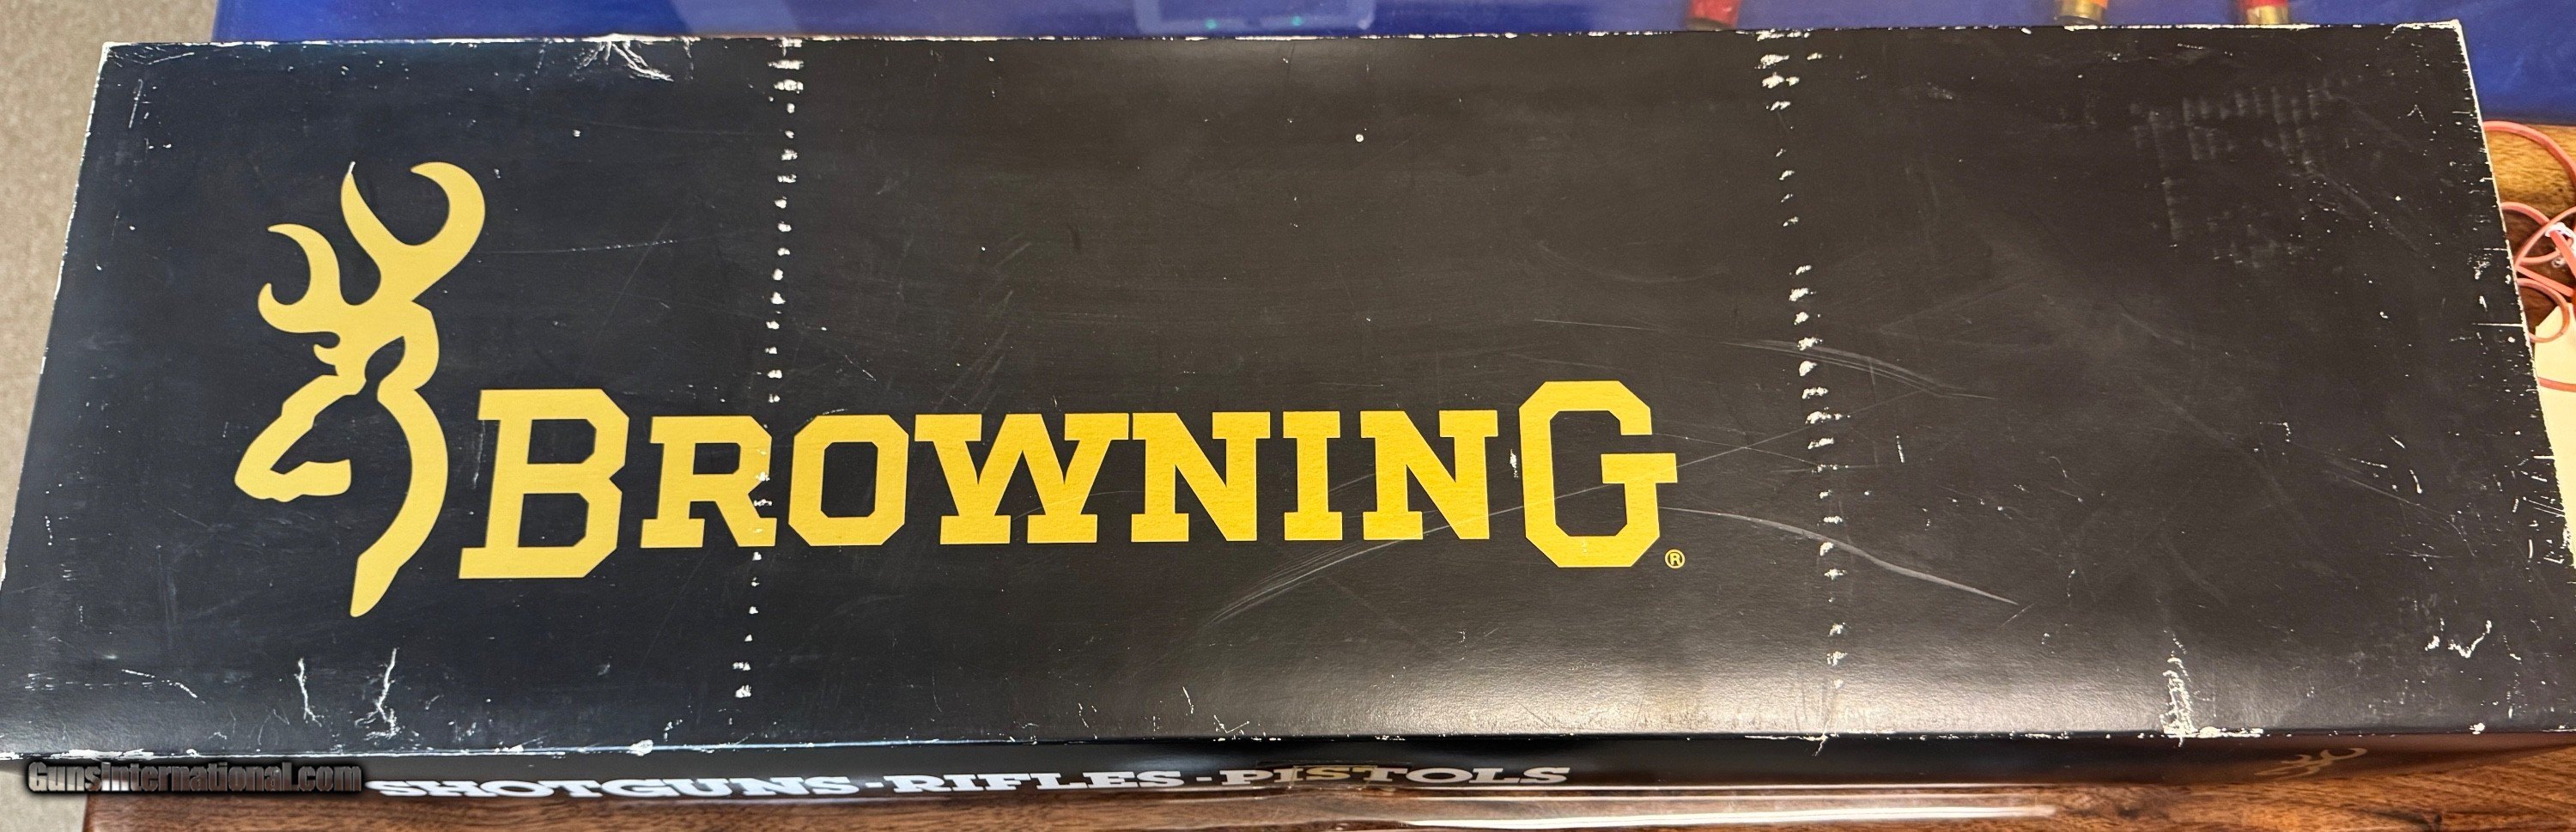 BROWNING®
SHOTGUNS-RIFLES-PISTOLS
GunsInternational.com